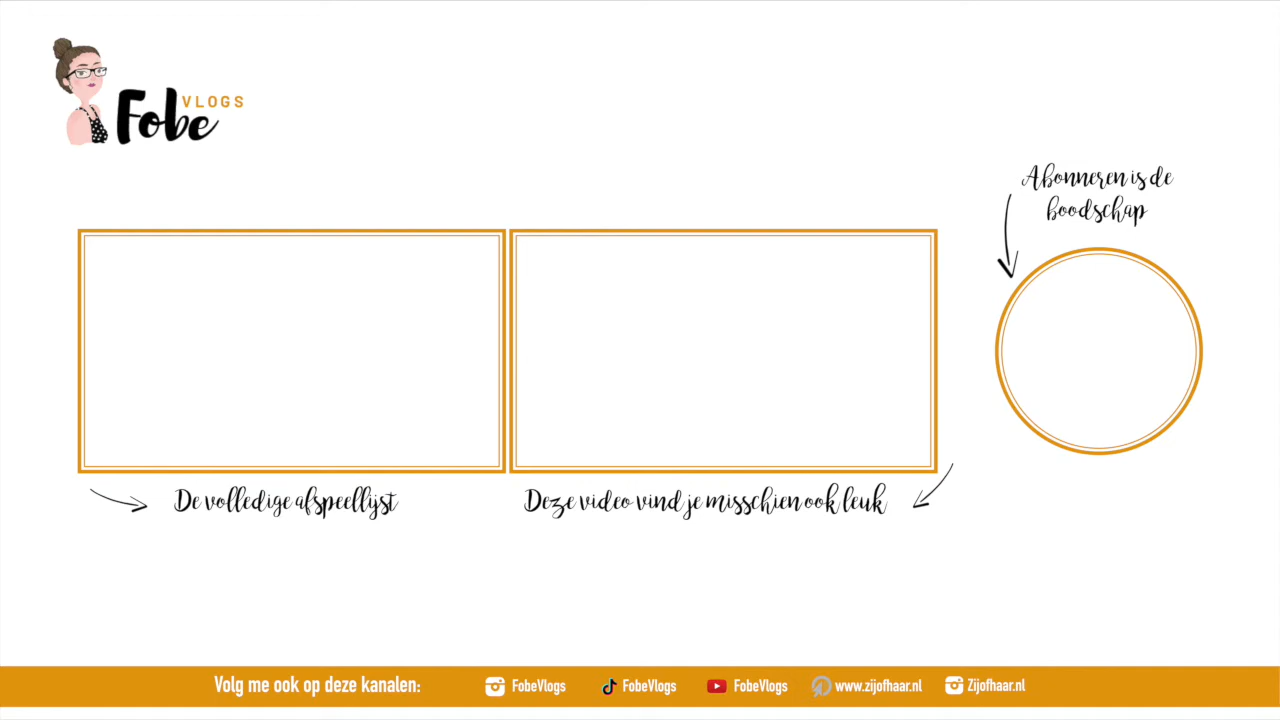 VLOGS
Fobe
Abonneren is de
boodschap
De volledige afspeellijst
Deze video vind je misschien ook leuk
Volg me ook op deze kanalen: FobeVlogs FobeVlogs FobeVlogs www.zijofhaar.nl Zijofhaar.nl